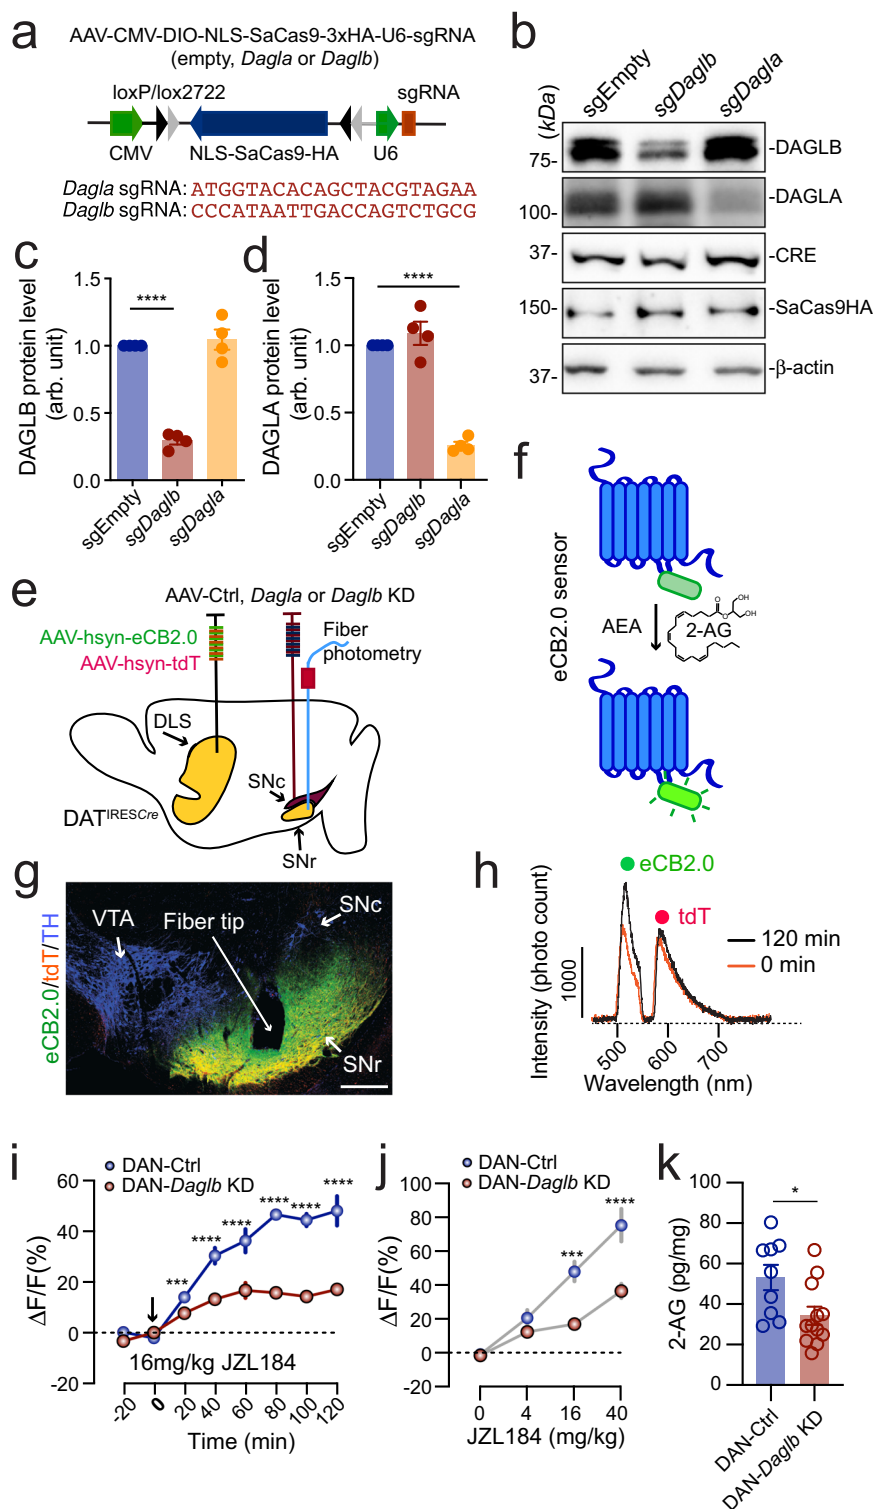 a
AAV-CMV-DIO-NLS-SaCas9-3xHA-U6-sgRNA
(empty, Dagla or Daglb)
loxP/lox2722
sgRNA
CMV
NLS-SaCas9-HA
U6
Dagla sgRNA: ATGGTACACAGCTACGTAGAA
Daglb sgRNA: CCCATAATTGACCAGTCTGCG
b
(kDa)
sgEmpty
sgDaglb
sgDagla
75-
-DAGLB
100-
-DAGLA
37-
-CRE
150-
-SaCas9HA
37-
-β-actin
c
DAGLB protein level
(arb. unit)
1.5
1.0
0.5
0.0
****
sgEmpty
sgDaglb
sgDagla
d
DAGLA protein level
(arb. unit)
1.5
1.0
0.5
0.0
****
sgEmpty
sgDaglb
sgDagla
e
AAV-Ctrl, Dagla or Daglb KD
AAV-hsyn-eCB2.0
AAV-hsyn-tdT
Fiber
photometry
DLS
SNc
DATIRESCre
SNr
f
eCB2.0 sensor
AEA
2-AG
O
O
OH
OH
g
eCB2.0/tdT/TH
VTA
Fiber tip
SNc
SNr
h
eCB2.0
tdT
120 min
0 min
Intensity (photo count)
1000
500
600
700
Wavelength (nm)
i
DAN-Ctrl
DAN-Daglb KD
ΔF/F(%)
60
40
20
0
-20
***
****
****
****
****
****
16mg/kg JZL184
-20
0
20
40
60
80
100
120
Time (min)
j
DAN-Ctrl
DAN-Daglb KD
ΔF/F(%)
100
80
60
40
20
0
-20
***
****
0
4
16
40
JZL184 (mg/kg)
k
2-AG (pg/mg)
100
80
60
40
20
0
*
DAN-Ctrl
DAN-Daglb KD